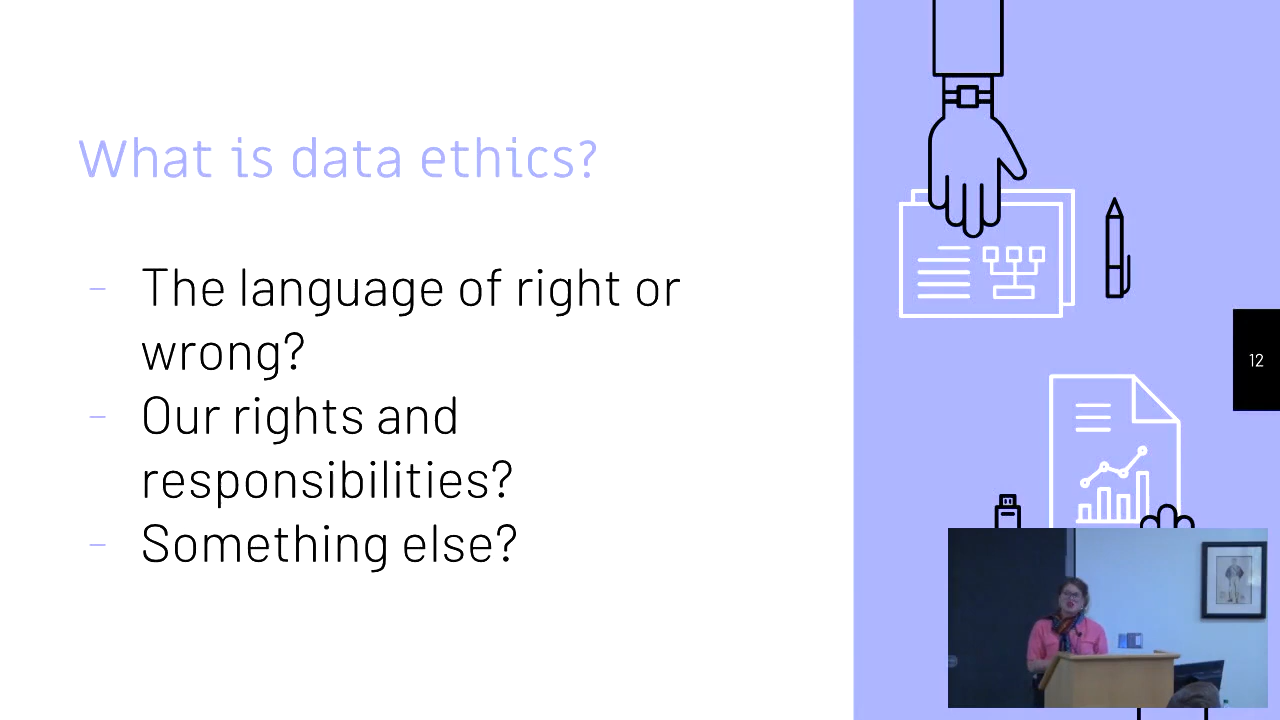 What is data ethics?
- The language of right or
wrong?
- Our rights and
responsibilities?
- Something else?
12